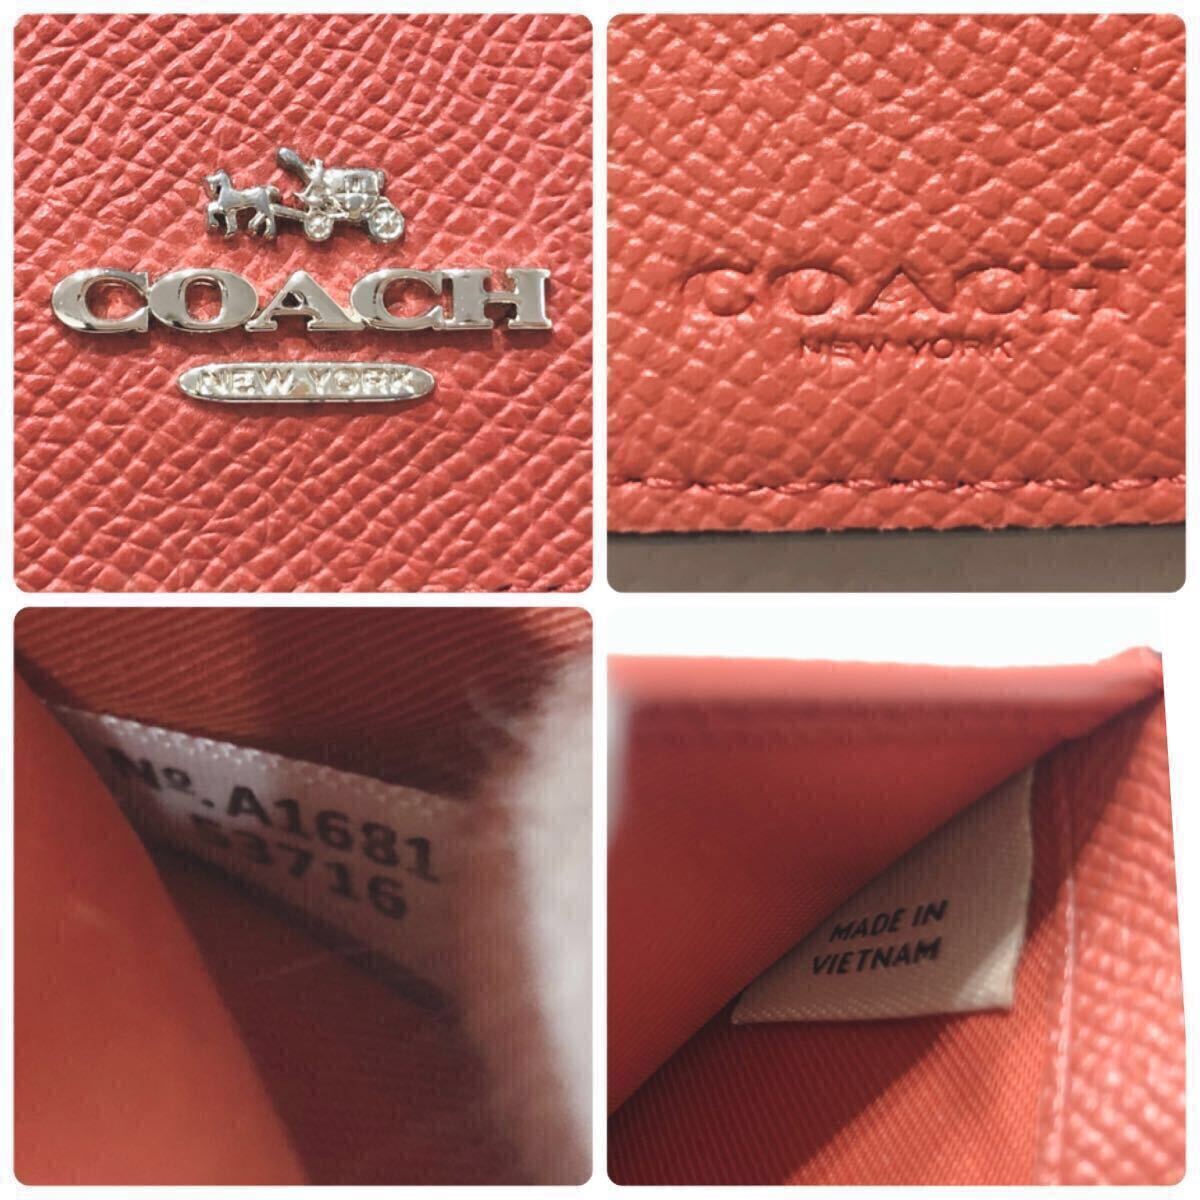 COACH
NEW YORK
COACH
NEW YORK
Nº.A1681
53716
MADE IN
VIETNAM